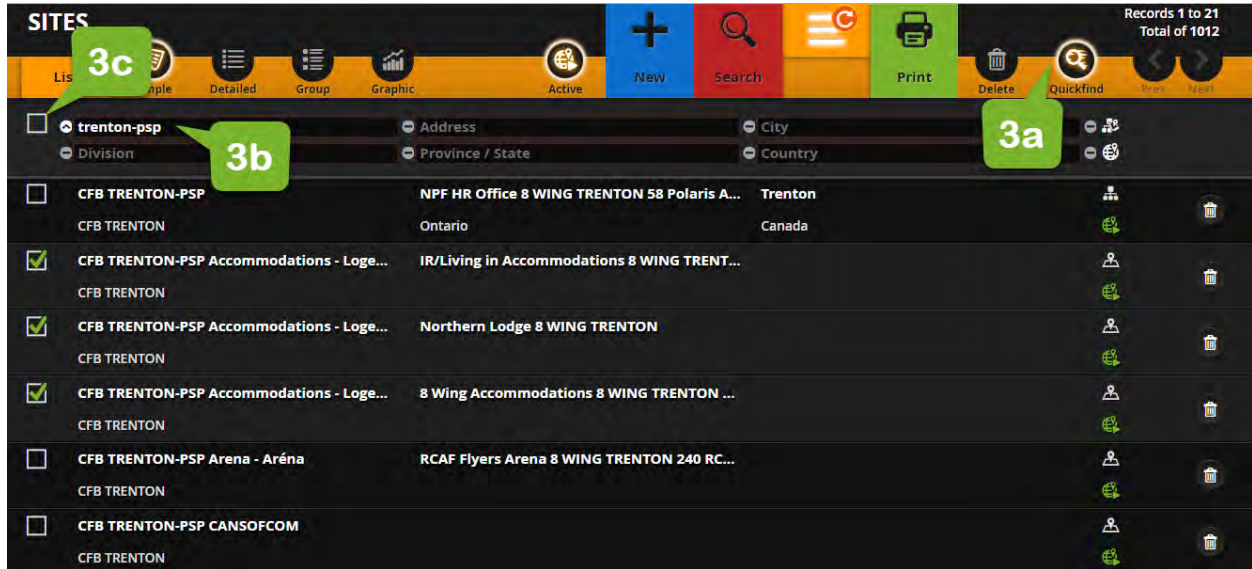 SITES
Records 1 to 21
Total of 1012
3c
Detailed
Group
Graphic
Active
New
Search
Print
Delete
Quickfind
Prev
Next
trenton-psp
Address
City
3a
Division
3b
Province / State
Country
CFB TRENTON-PSP
NPF HR Office 8 WING TRENTON 58 Polaris A...
Trenton
CFB TRENTON
Ontario
Canada
CFB TRENTON-PSP Accommodations - Loge...
IR/Living in Accommodations 8 WING TRENT...
CFB TRENTON
CFB TRENTON-PSP Accommodations - Loge...
Northern Lodge 8 WING TRENTON
CFB TRENTON
CFB TRENTON-PSP Accommodations - Loge...
8 Wing Accommodations 8 WING TRENTON ...
CFB TRENTON
CFB TRENTON-PSP Arena - Aréna
RCAF Flyers Arena 8 WING TRENTON 240 RC...
CFB TRENTON
CFB TRENTON-PSP CANSOFCOM
CFB TRENTON